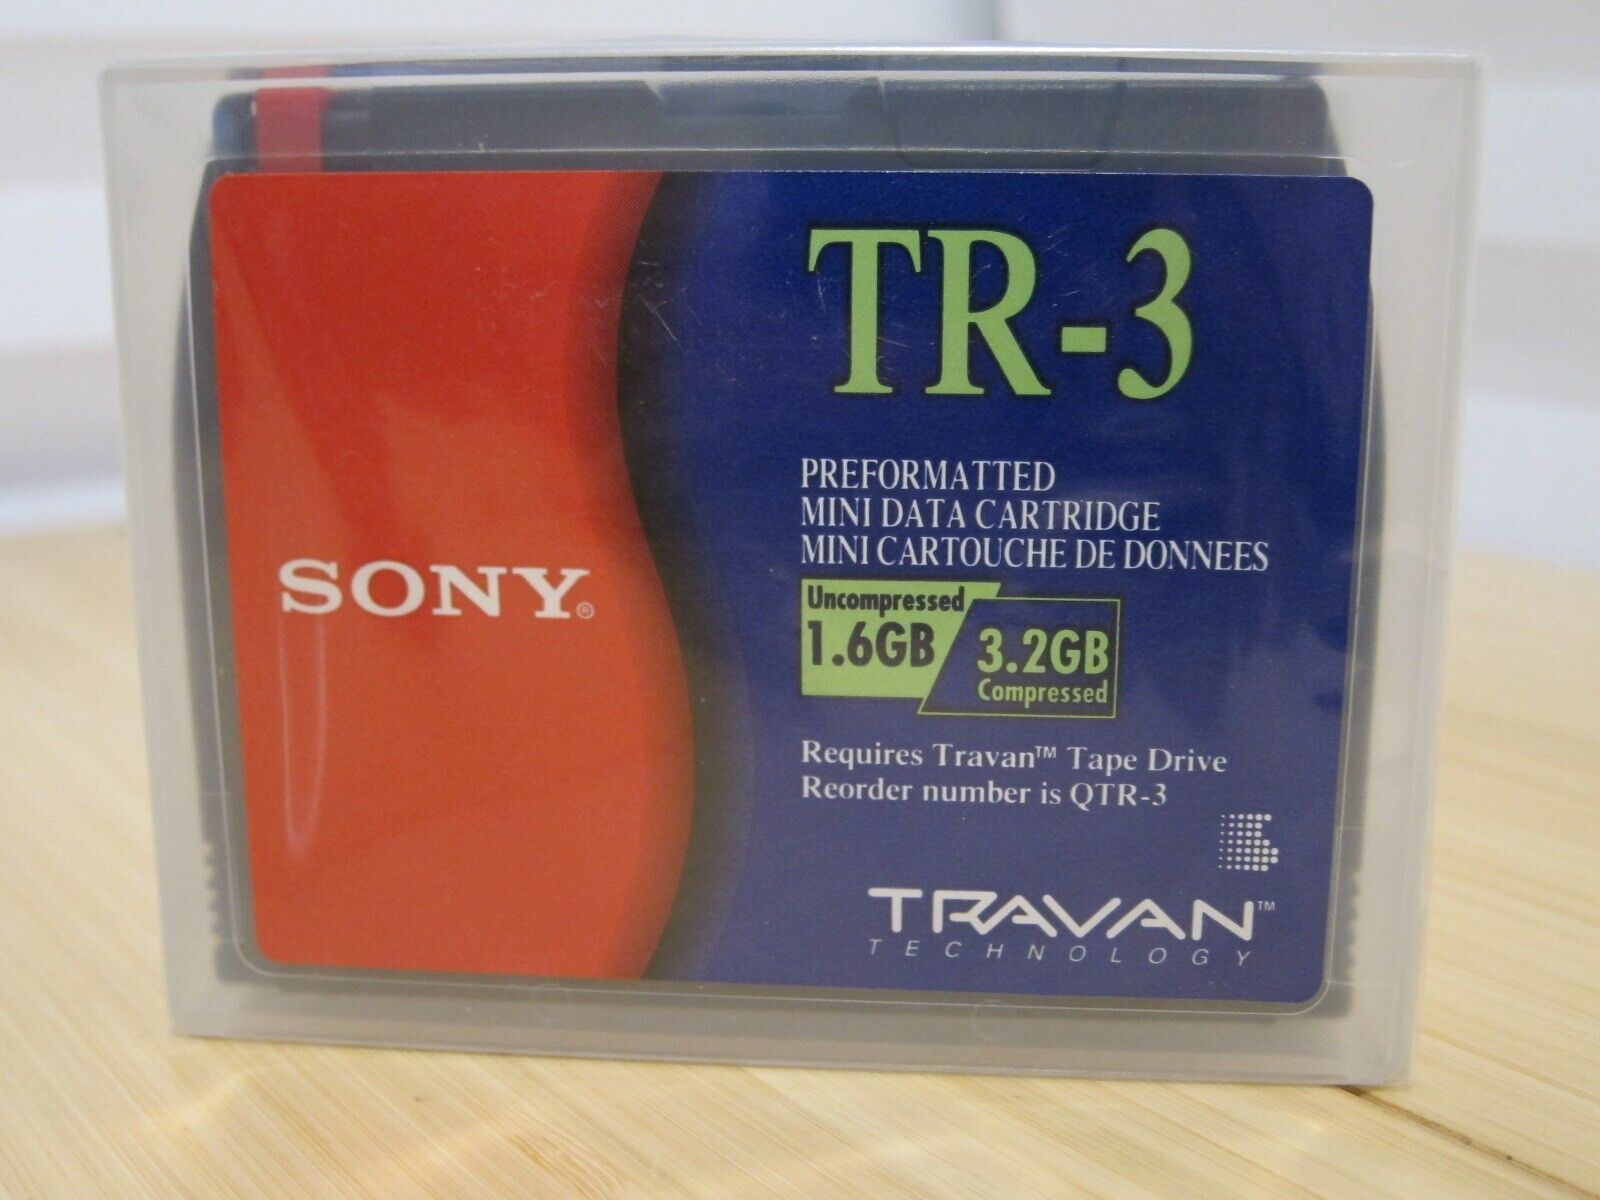 TR-3
PREFORMATTED
MINI DATA CARTRIDGE
MINI CARTOUCHE DE DONNEES
SONY®
Uncompressed
1.6GB
3.2GB
Compressed
Requires Travan™ Tape Drive
Reorder number is QTR-3
TRAVAN™
TECHNOLOGY